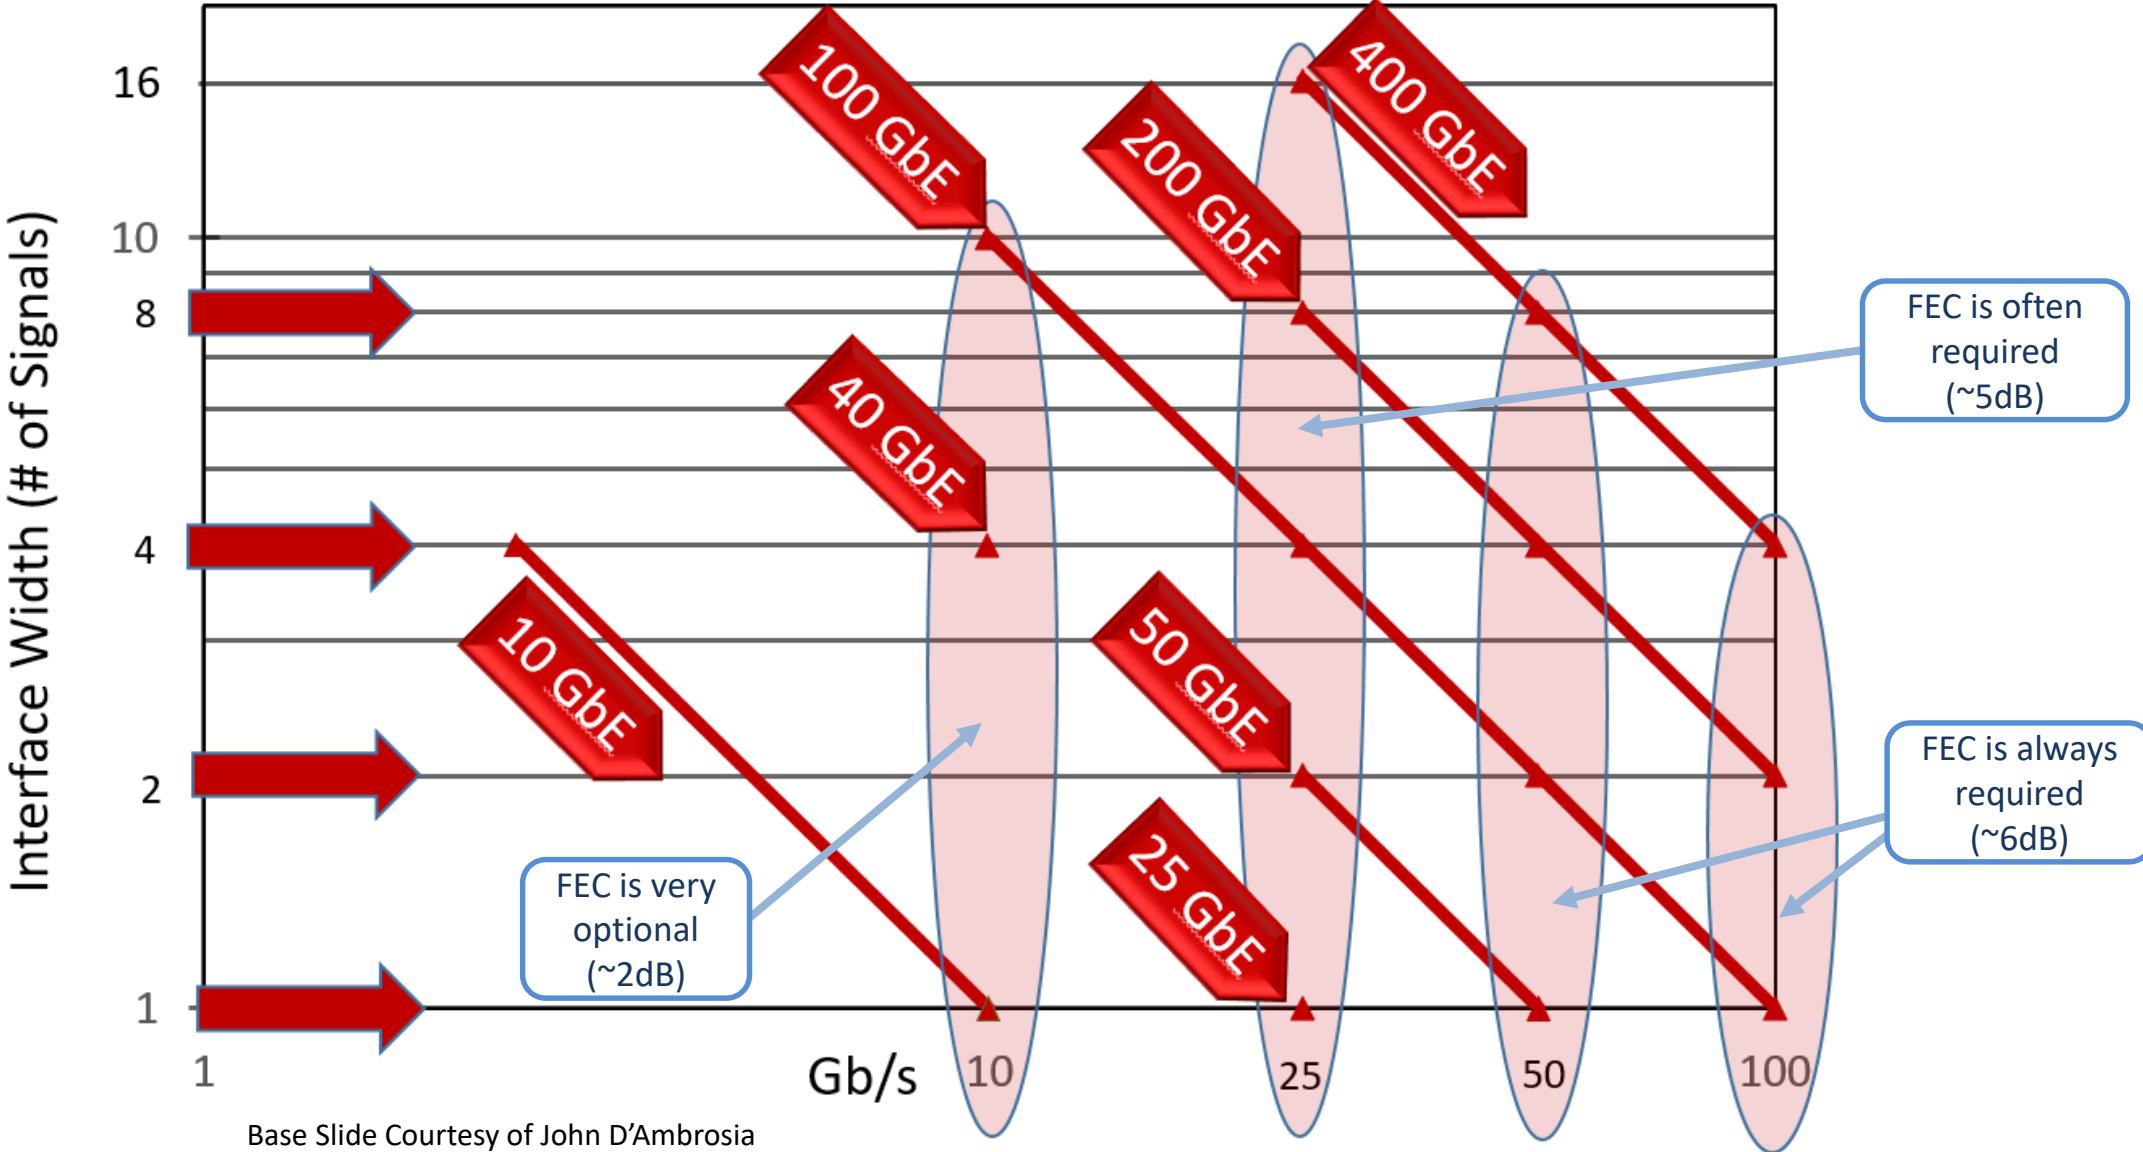 Interface Width (# of Signals)
16
10
8
4
2
1
100 GbE
400 GbE
200 GbE
40 GbE
10 GbE
50 GbE
25 GbE
FEC is often
required
(~5dB)
FEC is always
required
(~6dB)
FEC is very
optional
(~2dB)
1
Gb/s
10
25
50
100
Base Slide Courtesy of John D’Ambrosia